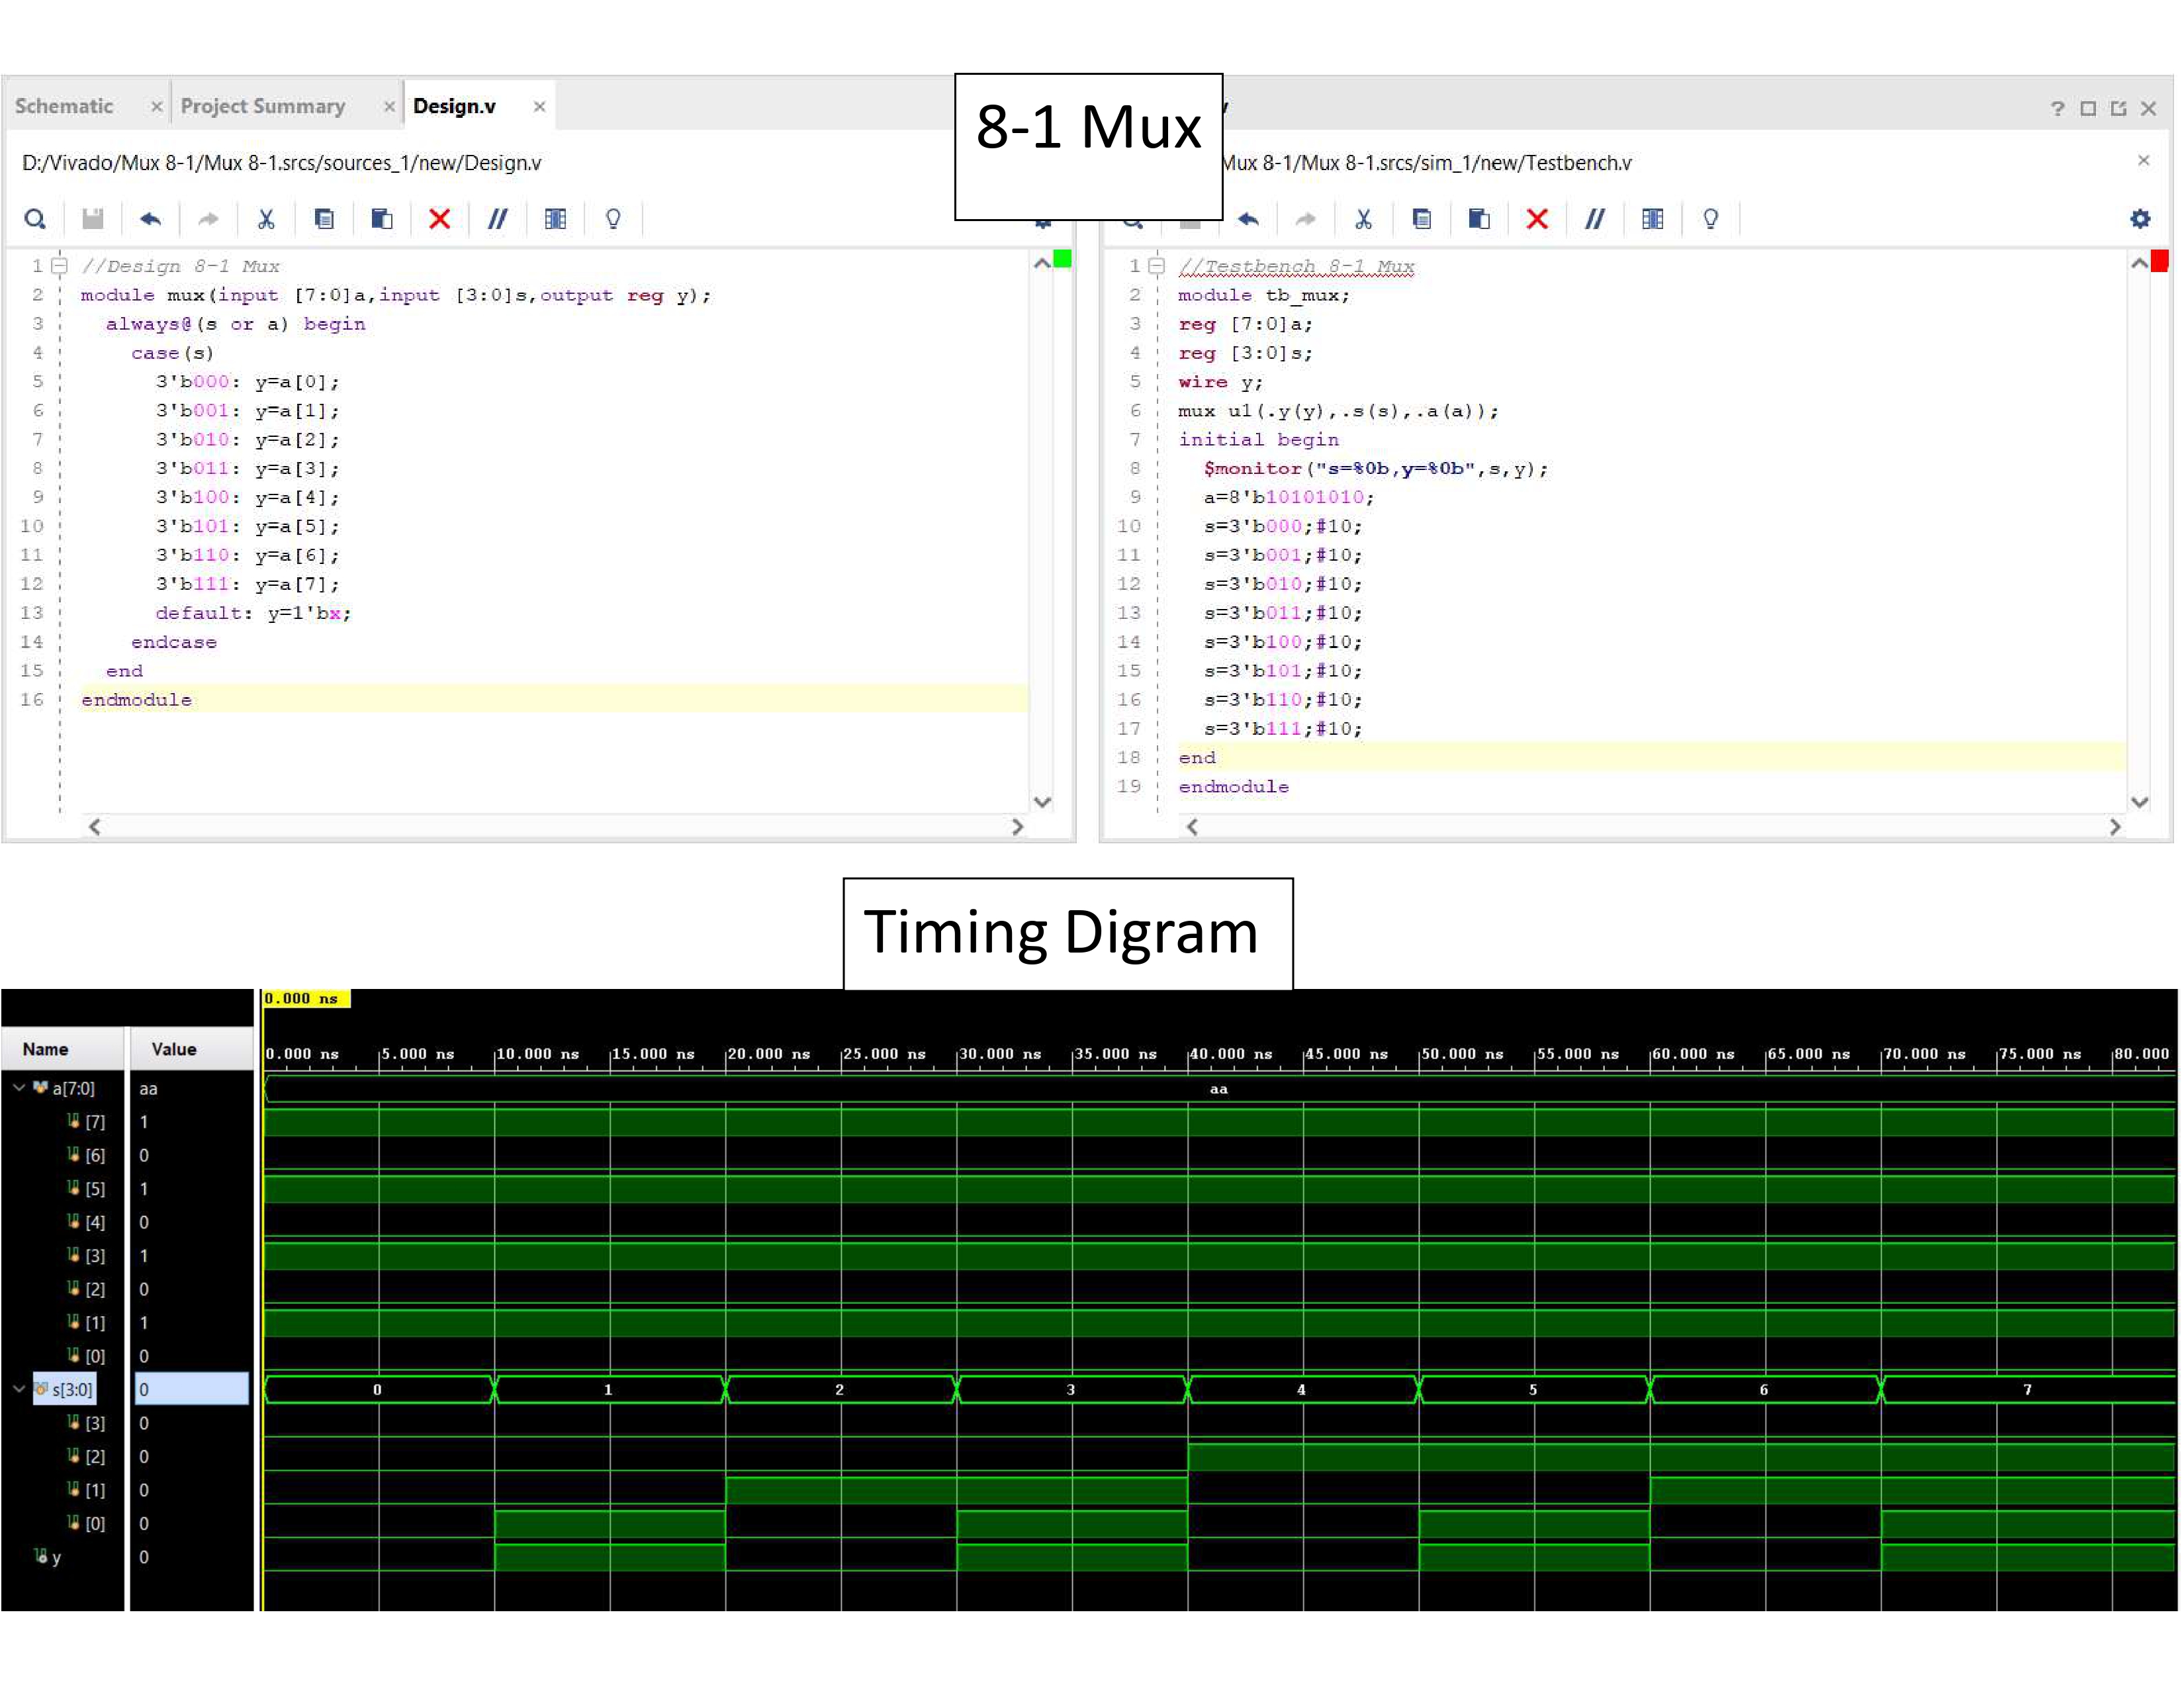 8-1 Mux
Schematic × Project Summary × Design.v ×
D:/Vivado/Mux 8-1/Mux 8-1.srcs/sources_1/new/Design.v
1 //Design 8-1 Mux
2 module mux(input [7:0]a,input [3:0]s,output reg y);
3 always@(s or a) begin
4 case(s)
5 3'b000: y=a[0];
6 3'b001: y=a[1];
7 3'b010: y=a[2];
8 3'b011: y=a[3];
9 3'b100: y=a[4];
10 3'b101: y=a[5];
11 3'b110: y=a[6];
12 3'b111: y=a[7];
13 default: y=1'bx;
14 endcase
15 end
16 endmodule
Mux 8-1/Mux 8-1.srcs/sim_1/new/Testbench.v
1 //Testbench 8-1 Mux
2 module tb_mux;
3 reg [7:0]a;
4 reg [3:0]s;
5 wire y;
6 mux u1(.y(y),.s(s),.a(a));
7 initial begin
8 $monitor("s=%0b,y=%0b",s,y);
9 a=8'b10101010;
10 s=3'b000;#10;
11 s=3'b001;#10;
12 s=3'b010;#10;
13 s=3'b011;#10;
14 s=3'b100;#10;
15 s=3'b101;#10;
16 s=3'b110;#10;
17 s=3'b111;#10;
18 end
19 endmodule
Timing Digram
0.000 ns
Name Value
0.000 ns 5.000 ns 10.000 ns 15.000 ns 20.000 ns 25.000 ns 30.000 ns 35.000 ns 40.000 ns 45.000 ns 50.000 ns 55.000 ns 60.000 ns 65.000 ns 70.000 ns 75.000 ns 80.000
a[7:0] aa aa
[7] 1
[6] 0
[5] 1
[4] 0
[3] 1
[2] 0
[1] 1
[0] 0
s[3:0] 0 0 1 2 3 4 5 6 7
[3] 0
[2] 0
[1] 0
[0] 0
y 0